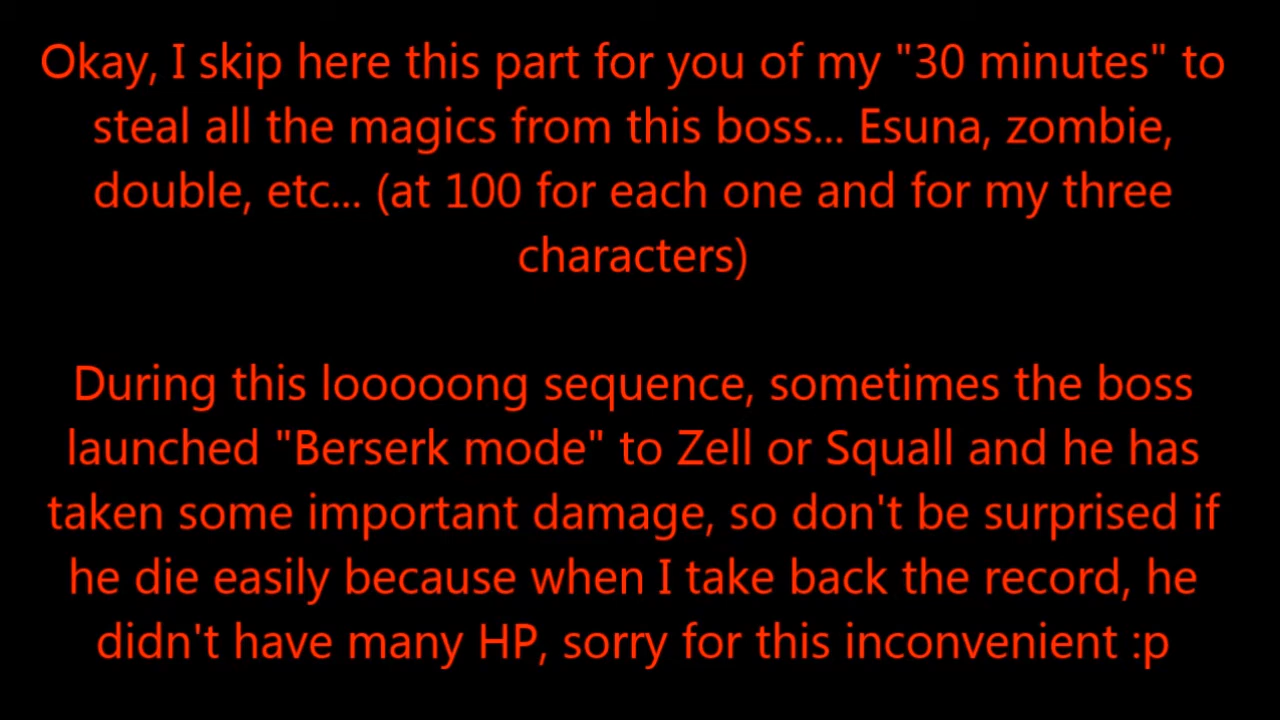 Okay, I skip here this part for you of my "30 minutes" to
steal all the magics from this boss... Esuna, zombie,
double, etc... (at 100 for each one and for my three
characters)
During this looooong sequence, sometimes the boss
launched "Berserk mode" to Zell or Squall and he has
taken some important damage, so don't be surprised if
he die easily because when I take back the record, he
didn't have many HP, sorry for this inconvenient :p